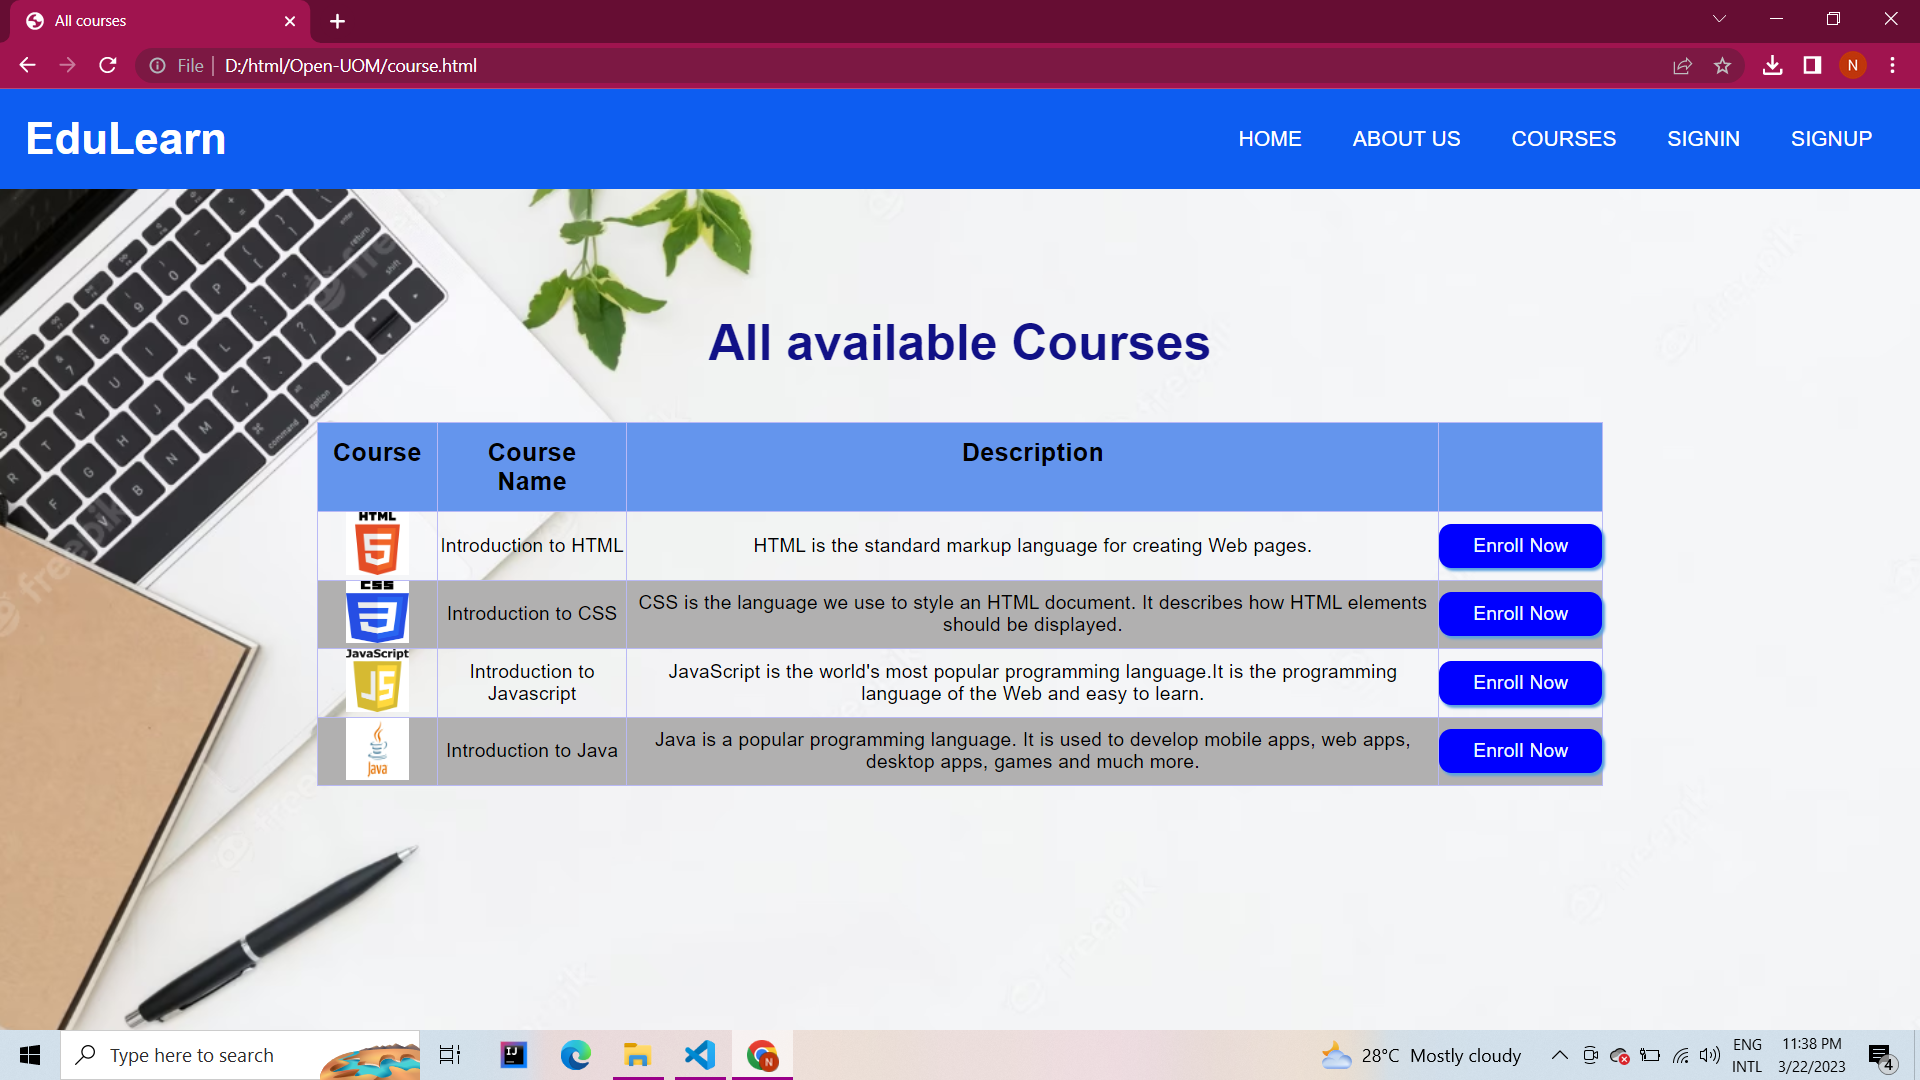 All courses
File | D:/html/Open-UOM/course.html
N
EduLearn
HOME ABOUT US COURSES SIGNIN SIGNUP
All available Courses
Course Course Name Description
HTML
5
Introduction to HTML
HTML is the standard markup language for creating Web pages.
Enroll Now
CSS
3
Introduction to CSS
CSS is the language we use to style an HTML document. It describes how HTML elements
should be displayed.
Enroll Now
JavaScript
JS
Introduction to
Javascript
JavaScript is the world's most popular programming language.It is the programming
language of the Web and easy to learn.
Enroll Now
Java
Introduction to Java
Java is a popular programming language. It is used to develop mobile apps, web apps,
desktop apps, games and much more.
Enroll Now
freepik
Type here to search
IJ
N
28°C Mostly cloudy
ENG
INTL
11:38 PM
3/22/2023
4